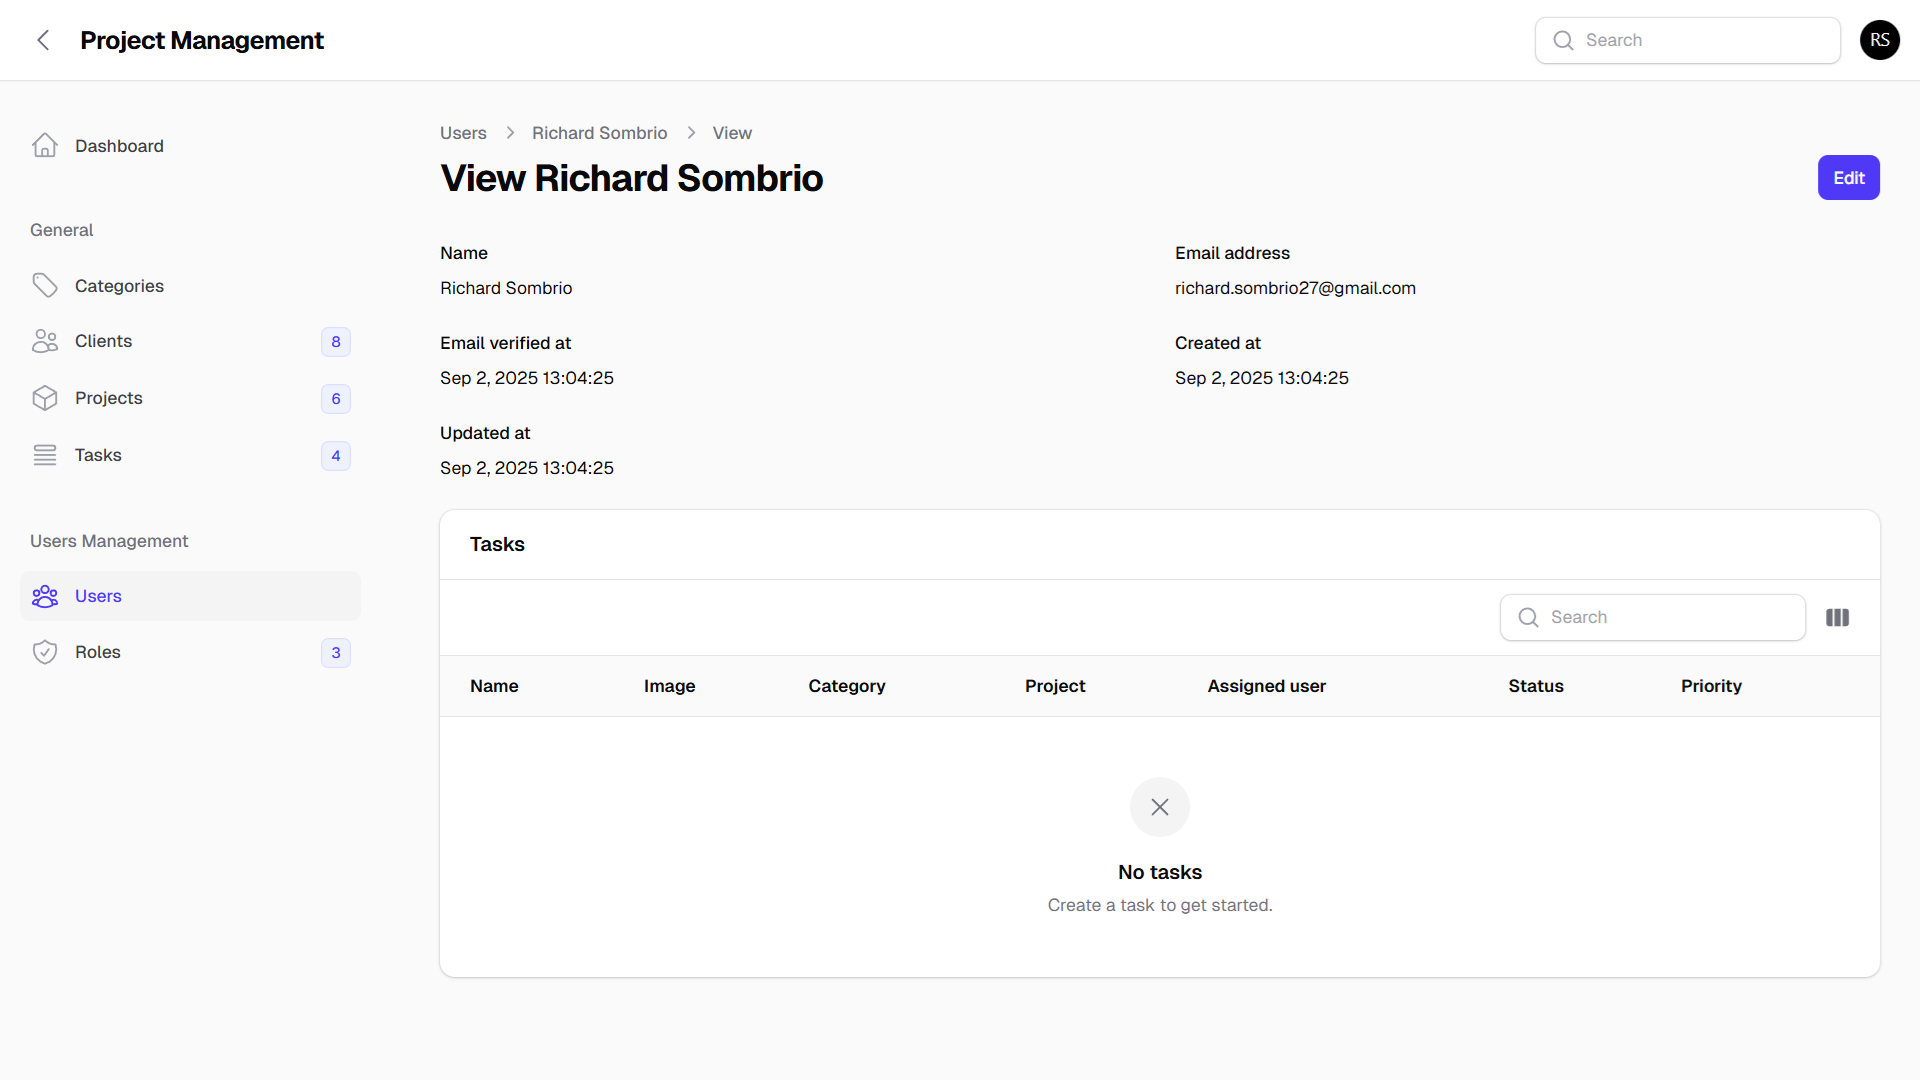 Project Management
Search
RS
Dashboard
General
Categories
Clients 8
Projects 6
Tasks 4
Users Management
Users
Roles 3
Users > Richard Sombrio > View
View Richard Sombrio
Edit
Name
Richard Sombrio
Email address
richard.sombrio27@gmail.com
Email verified at
Sep 2, 2025 13:04:25
Created at
Sep 2, 2025 13:04:25
Updated at
Sep 2, 2025 13:04:25
Tasks
Search
Name Image Category Project Assigned user Status Priority
No tasks
Create a task to get started.